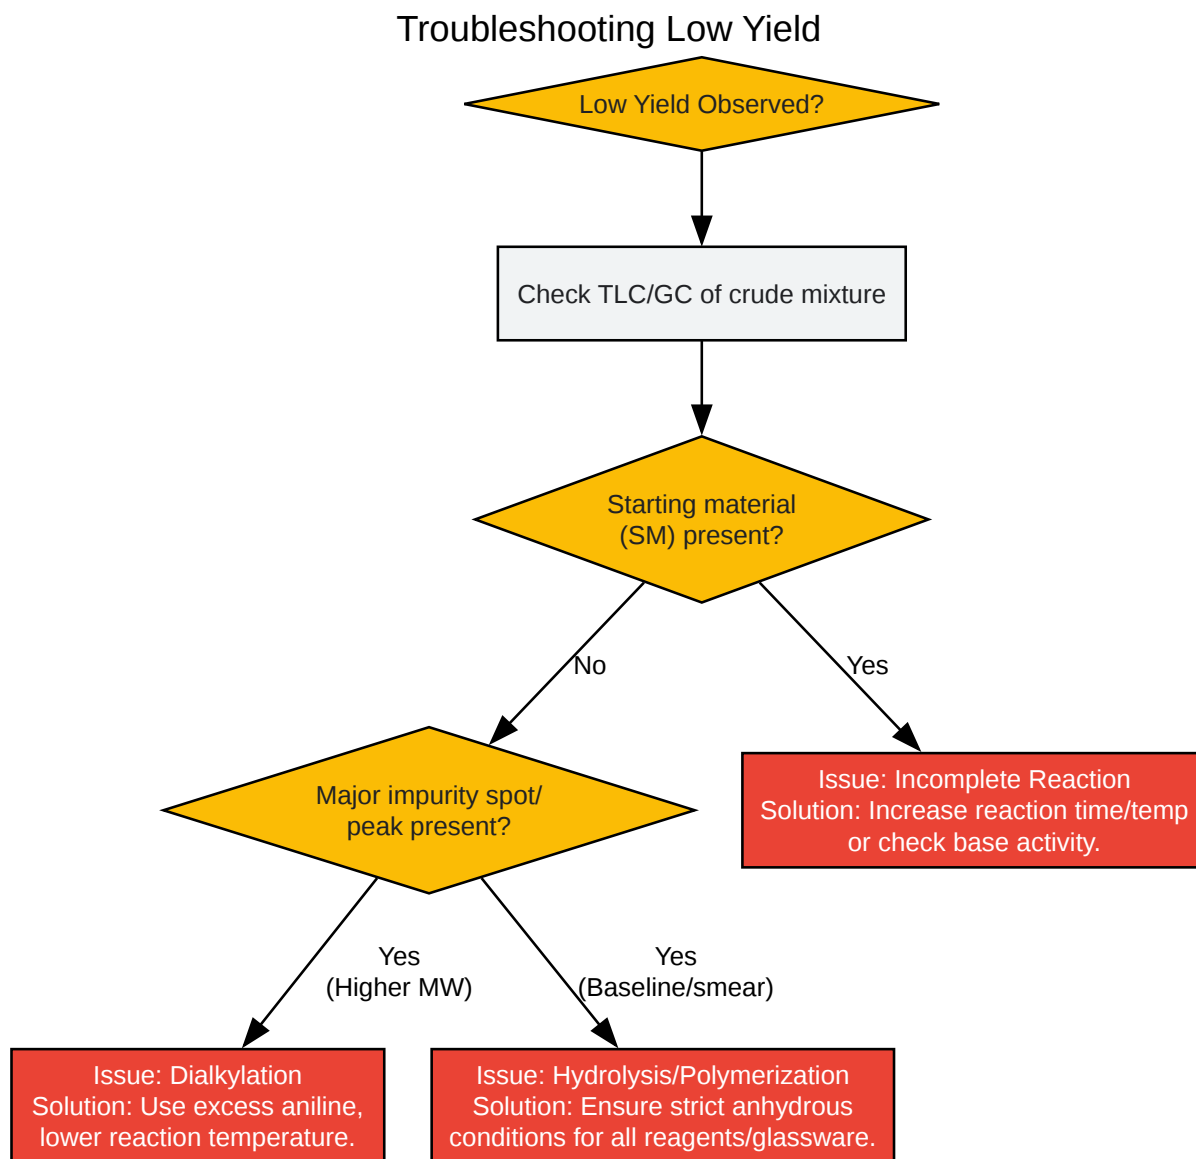 Troubleshooting Low Yield
Low Yield Observed?
Check TLC/GC of crude mixture
Starting material
(SM) present?
No
Yes
Major impurity spot/
peak present?
Issue: Incomplete Reaction
Solution: Increase reaction time/temp
or check base activity.
Yes
(Higher MW)
Yes
(Baseline/smear)
Issue: Dialkylation
Solution: Use excess aniline,
lower reaction temperature.
Issue: Hydrolysis/Polymerization
Solution: Ensure strict anhydrous
conditions for all reagents/glassware.